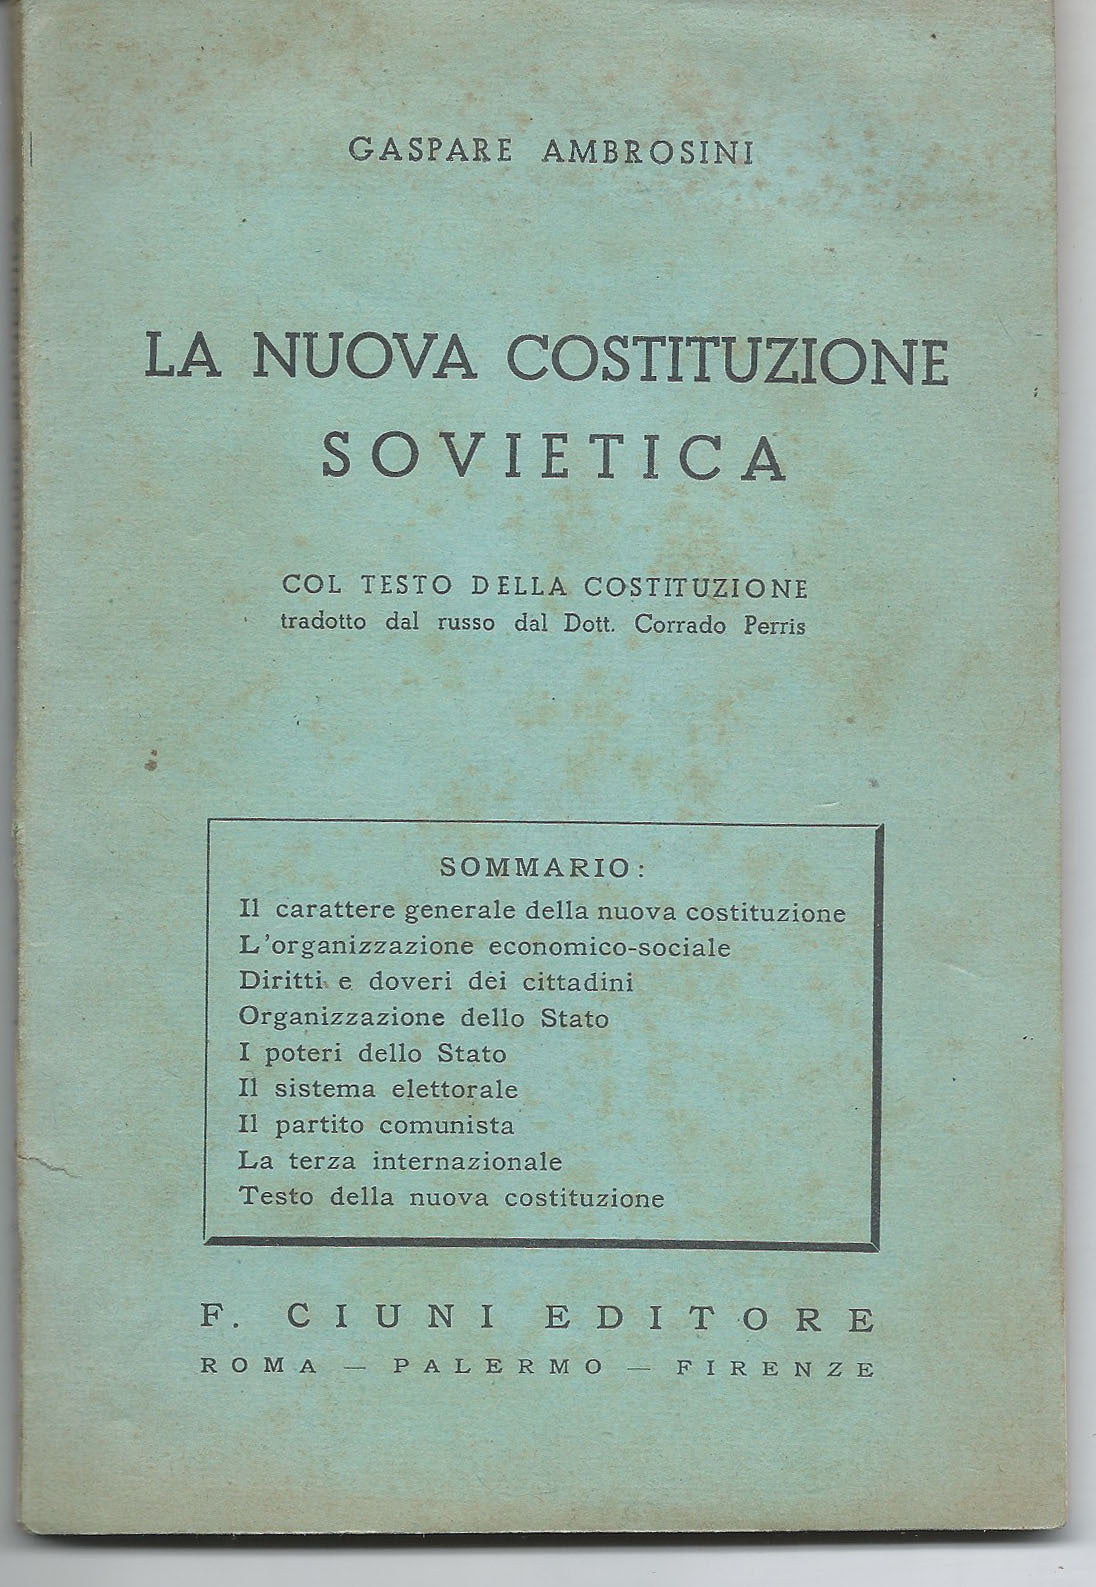 GASPARE AMBROSINI
LA NUOVA COSTITUZIONE
SOVIETICA
COL TESTO DELLA COSTITUZIONE
tradotto dal russo dal Dott. Corrado Perris
SOMMARIO:
Il carattere generale della nuova costituzione
L'organizzazione economico-sociale
Diritti e doveri dei cittadini
Organizzazione dello Stato
I poteri dello Stato
Il sistema elettorale
Il partito comunista
La terza internazionale
Testo della nuova costituzione
F. CIUNI EDITORE
ROMA — PALERMO — FIRENZE